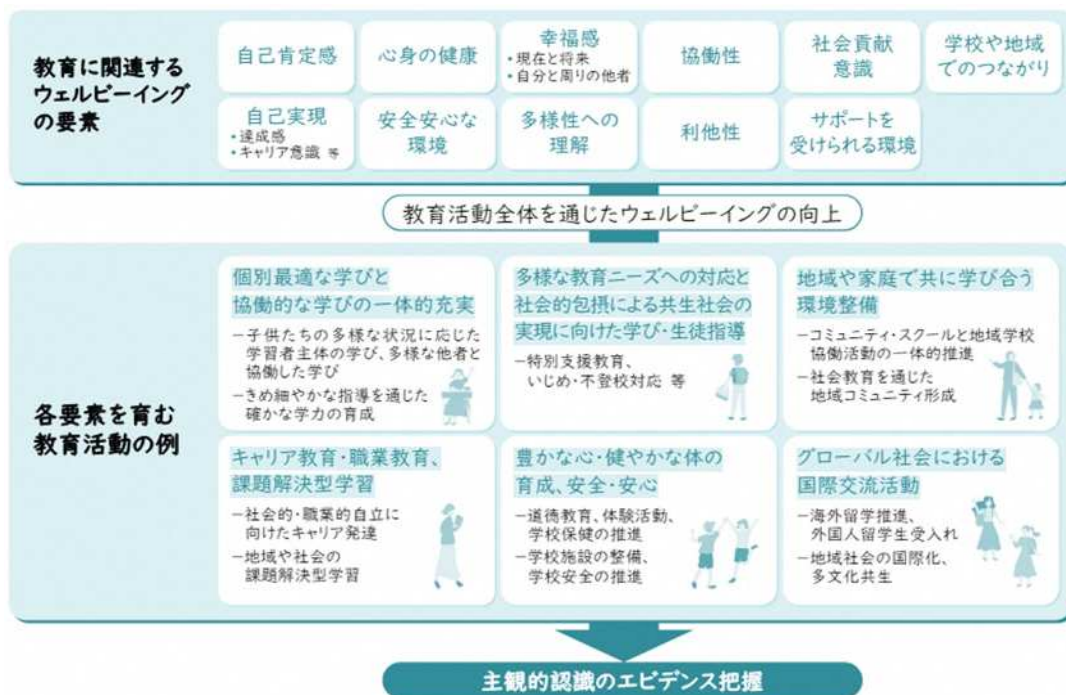 教育に関連する
ウェルビーイング
の要素
自己肯定感
心身の健康
幸福感
• 現在と将来
• 自分と周りの他者
協働性
社会貢献
意識
学校や地域
でのつながり
自己実現
• 達成感
• キャリア意識 等
安全安心な
環境
多様性への
理解
利他性
サポートを
受けられる環境
教育活動全体を通じたウェルビーイングの向上
各要素を育む
教育活動の例
個別最適な学びと
協働的な学びの一体的充実
−子供たちの多様な状況に応じた
学習者主体の学び、多様な他者と
協働した学び
−きめ細やかな指導を通じた
確かな学力の育成
多様な教育ニーズへの対応と
社会的包摂による共生社会の
実現に向けた学び・生徒指導
−特別支援教育、
いじめ・不登校対応 等
地域や家庭で共に学び合う
環境整備
−コミュニティ・スクールと地域学校
協働活動の一体的推進
−社会教育を通じた
地域コミュニティ形成
キャリア教育・職業教育、
課題解決型学習
−社会的・職業的自立に
向けたキャリア発達
−地域や社会の
課題解決型学習
豊かな心・健やかな体の
育成、安全・安心
−道徳教育、体験活動、
学校保健の推進
−学校施設の整備、
学校安全の推進
グローバル社会における
国際交流活動
−海外留学推進、
外国人留学生受入れ
−地域社会の国際化、
多文化共生
主観的認識のエビデンス把握